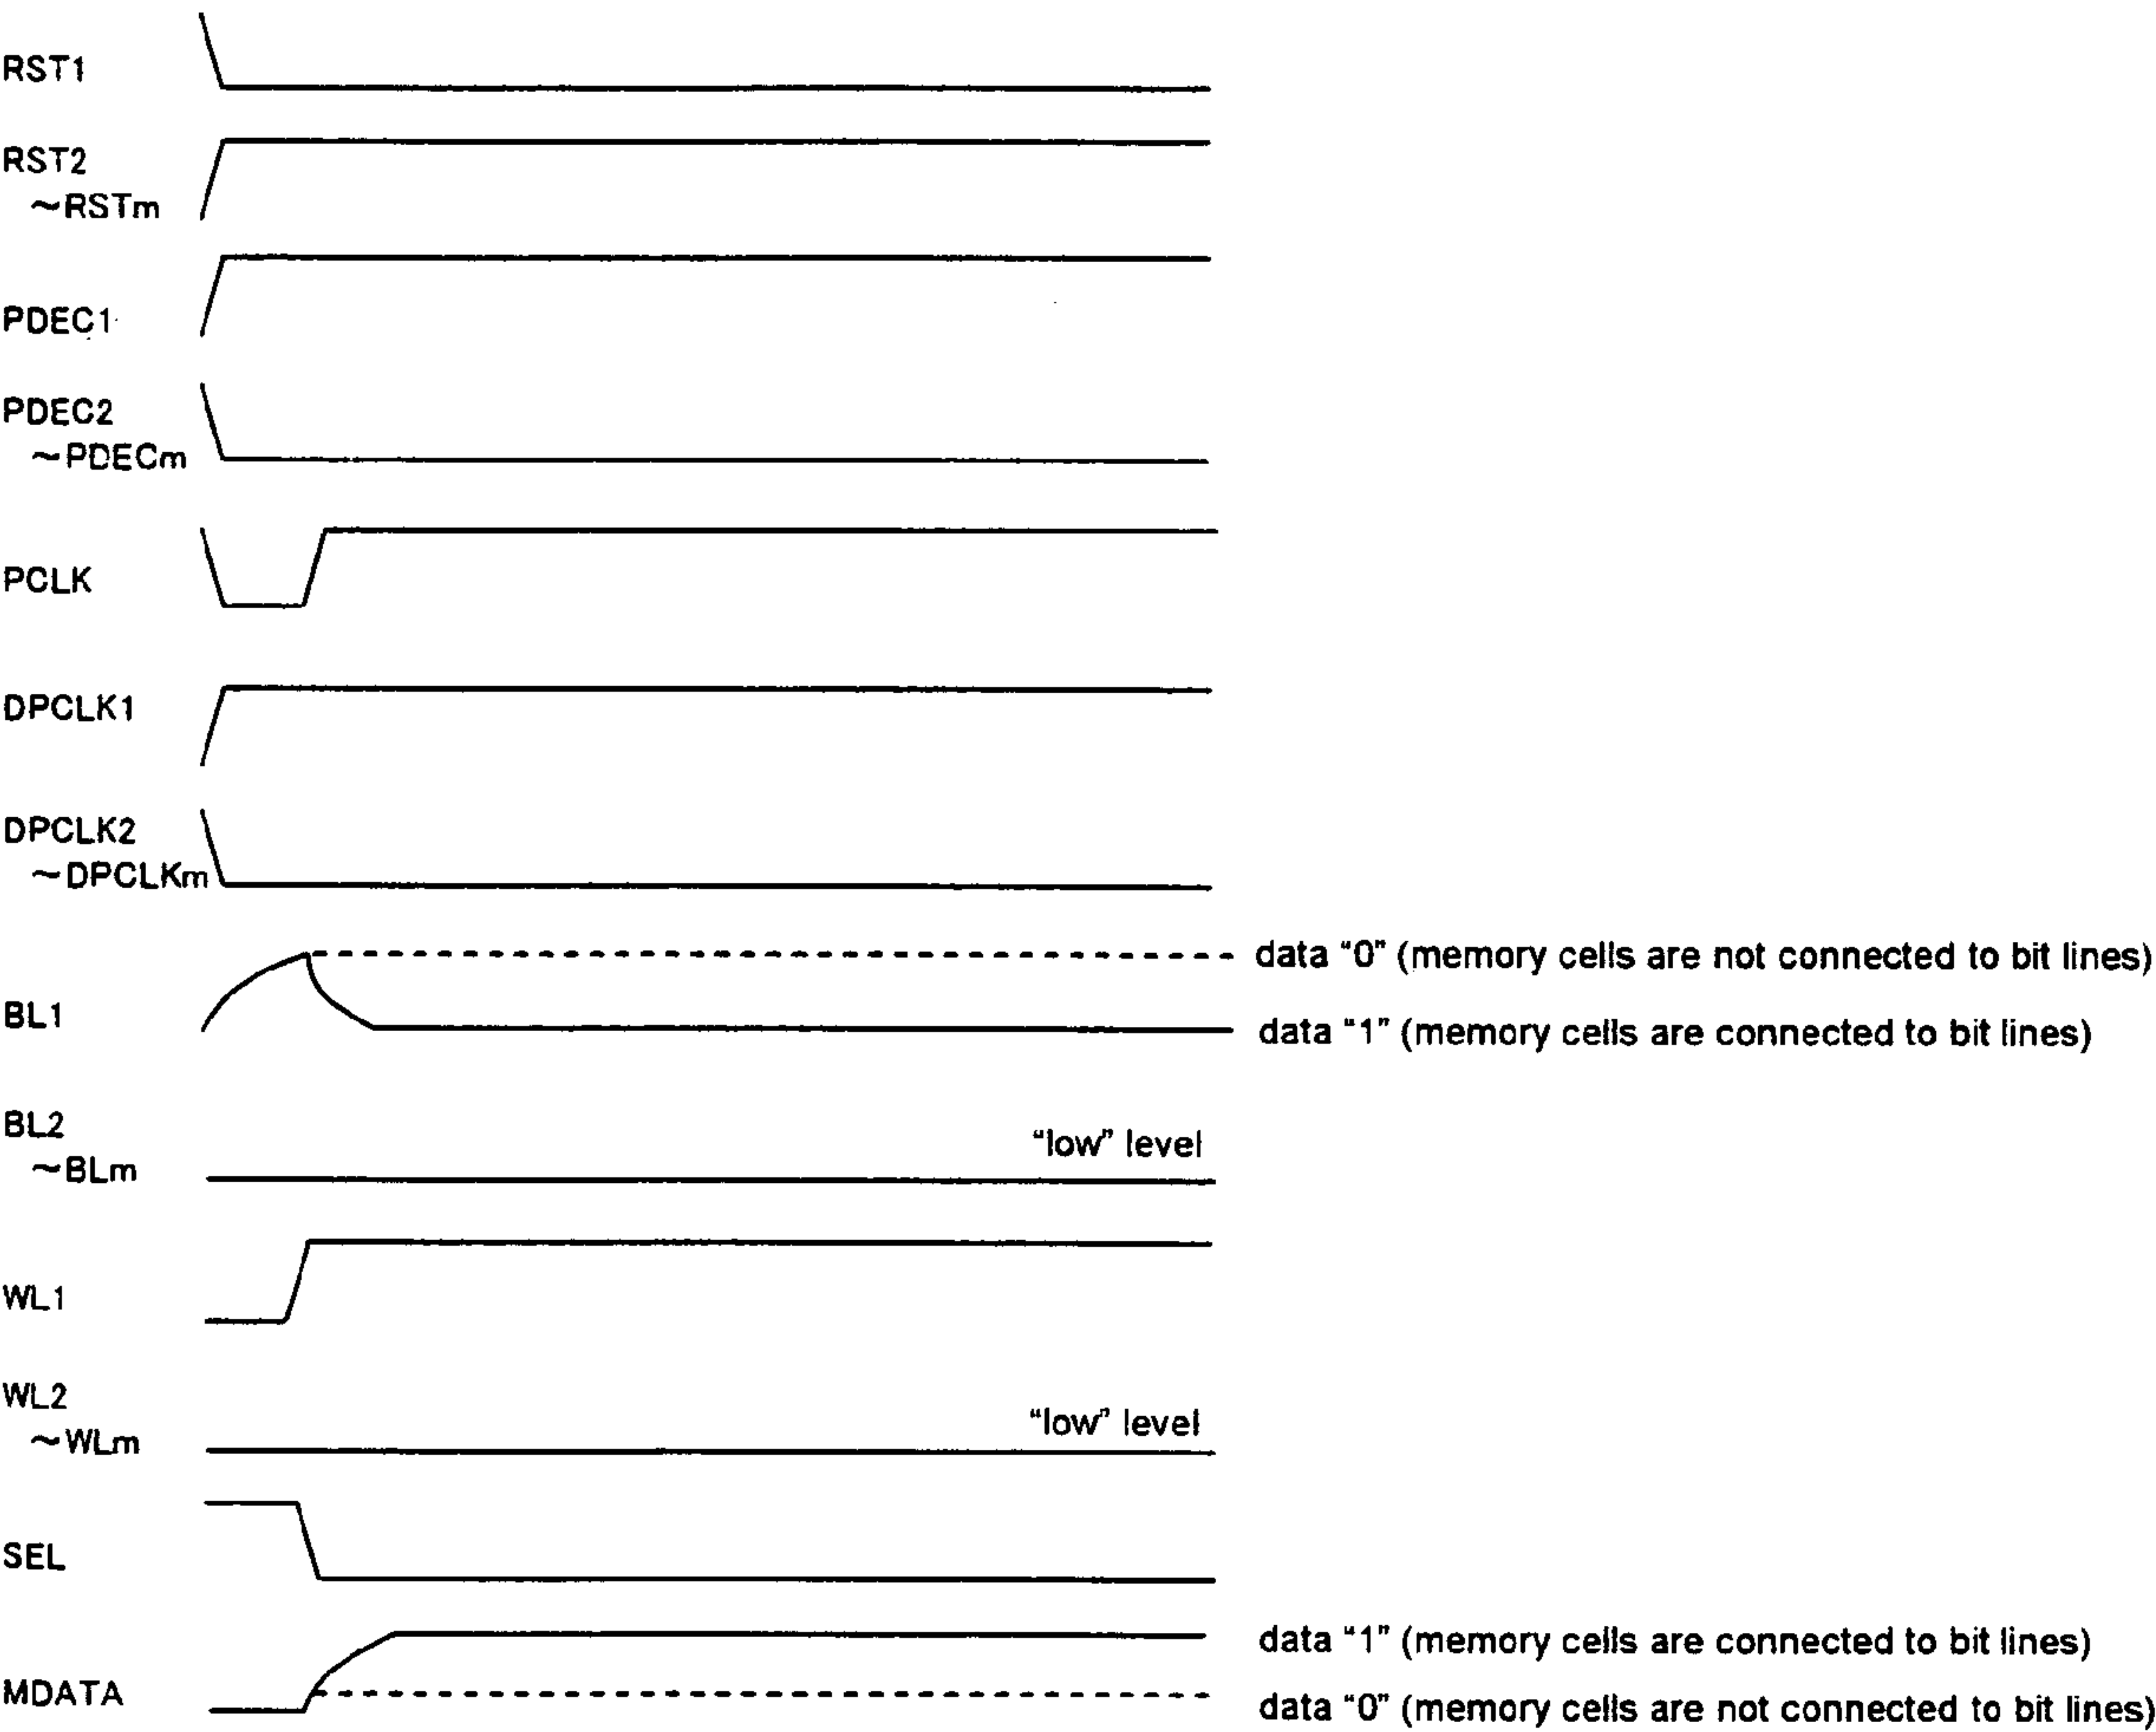 RST1
RST2
~RSTm
PDEC1
PDEC2
~PDECm
PCLK
DPCLK1
DPCLK2
~DPCLKm
data “0” (memory cells are not connected to bit lines)
BL1
data “1” (memory cells are connected to bit lines)
BL2
“low” level
~BLm
WL1
WL2
“low” level
~WLm
SEL
data “1” (memory cells are connected to bit lines)
MDATA
data “0” (memory cells are not connected to bit lines)